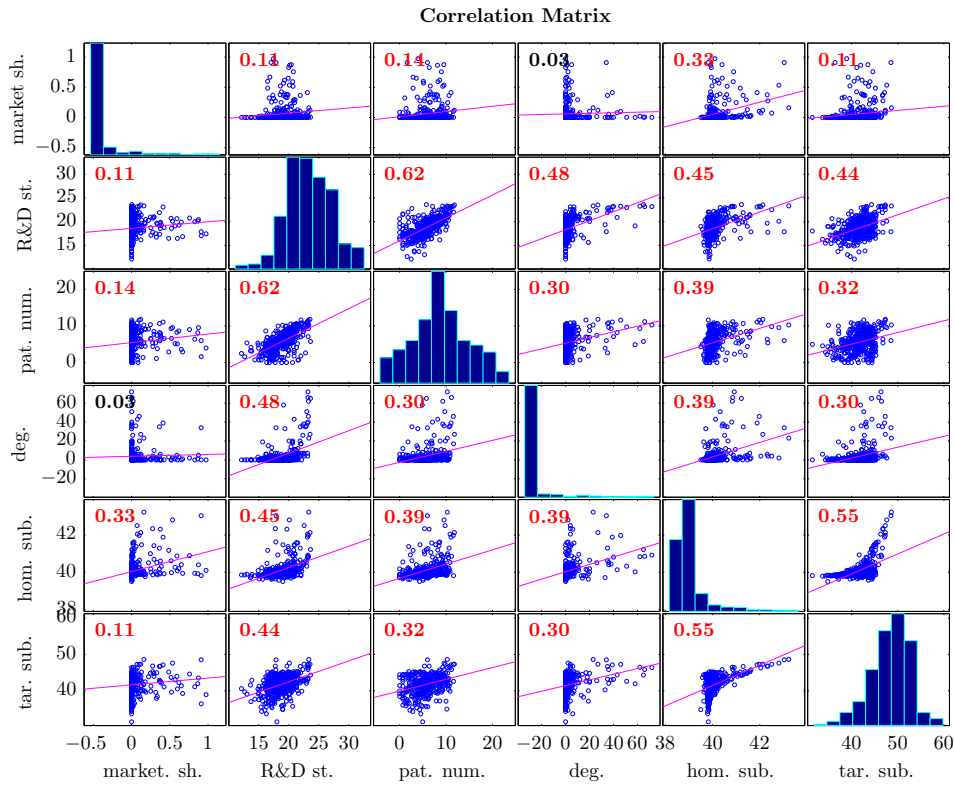 Correlation Matrix
market sh.
1
0.5
0
−0.5
0.11
0.14
0.03
0.33
0.11
R&D st.
30
25
20
15
0.11
0.62
0.48
0.45
0.44
pat. num.
20
10
0
0.14
0.62
0.30
0.39
0.32
deg.
60
40
20
0
−20
0.03
0.48
0.30
0.39
0.30
hom. sub.
42
40
38
0.33
0.45
0.39
0.39
0.55
tar. sub.
60
50
40
0.11
0.44
0.32
0.30
0.55
−0.5 0 0.5 1
15 20 25 30
0 10 20
−20 0 20 40 60
38 40 42
40 50 60
market. sh.
R&D st.
pat. num.
deg.
hom. sub.
tar. sub.